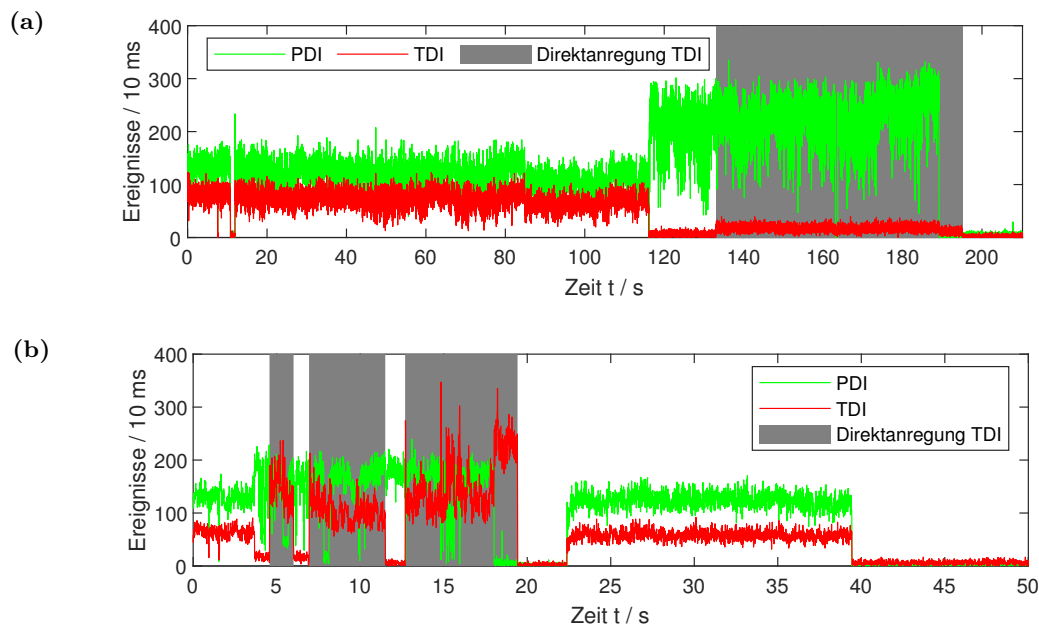 (a)
Ereignisse / 10 ms
400
300
200
100
0
PDI TDI Direktanregung TDI
0 20 40 60 80 100 120 140 160 180 200
Zeit t / s
(b)
Ereignisse / 10 ms
400
300
200
100
0
PDI
TDI
Direktanregung TDI
0 5 10 15 20 25 30 35 40 45 50
Zeit t / s